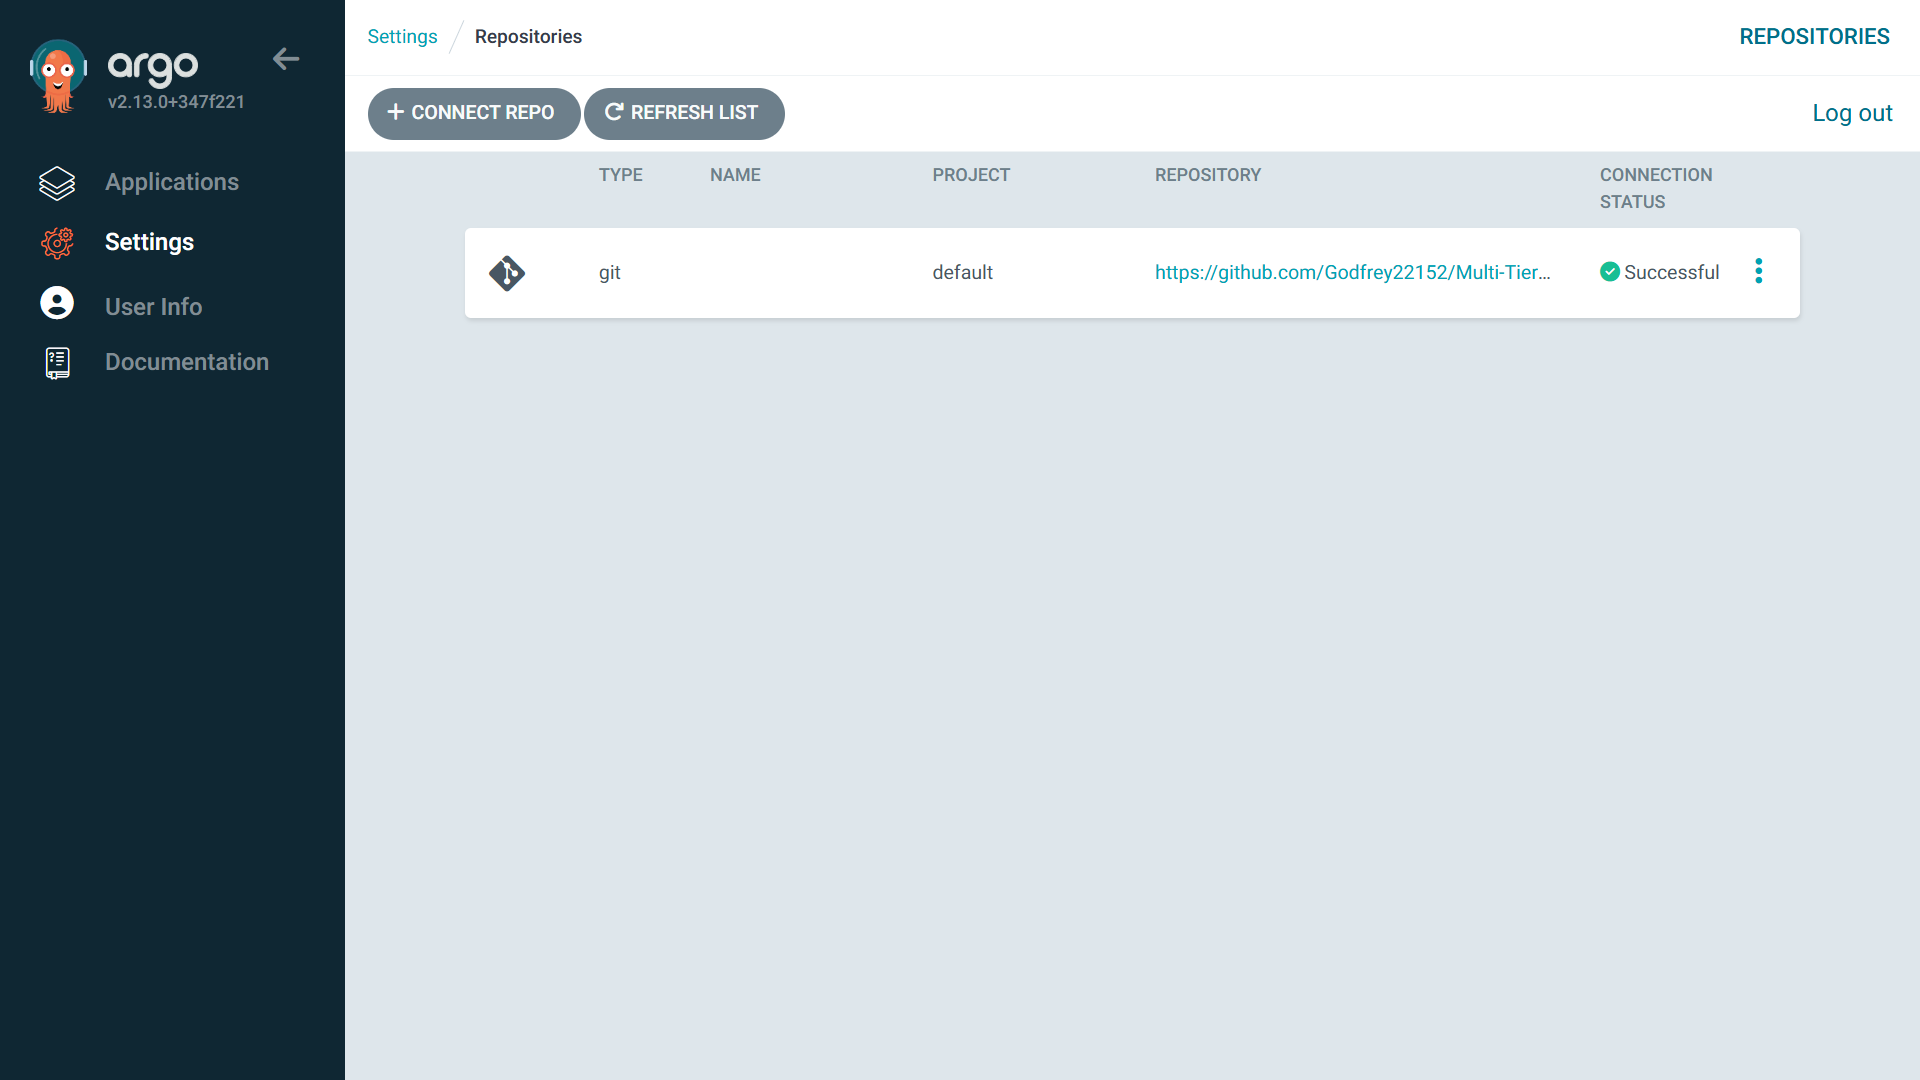 argo
v2.13.0+347f221
Applications
Settings
User Info
Documentation
Settings Repositories
REPOSITORIES
CONNECT REPO REFRESH LIST
Log out
TYPE NAME PROJECT REPOSITORY CONNECTION STATUS
git default https://github.com/Godfrey22152/Multi-Tier... Successful